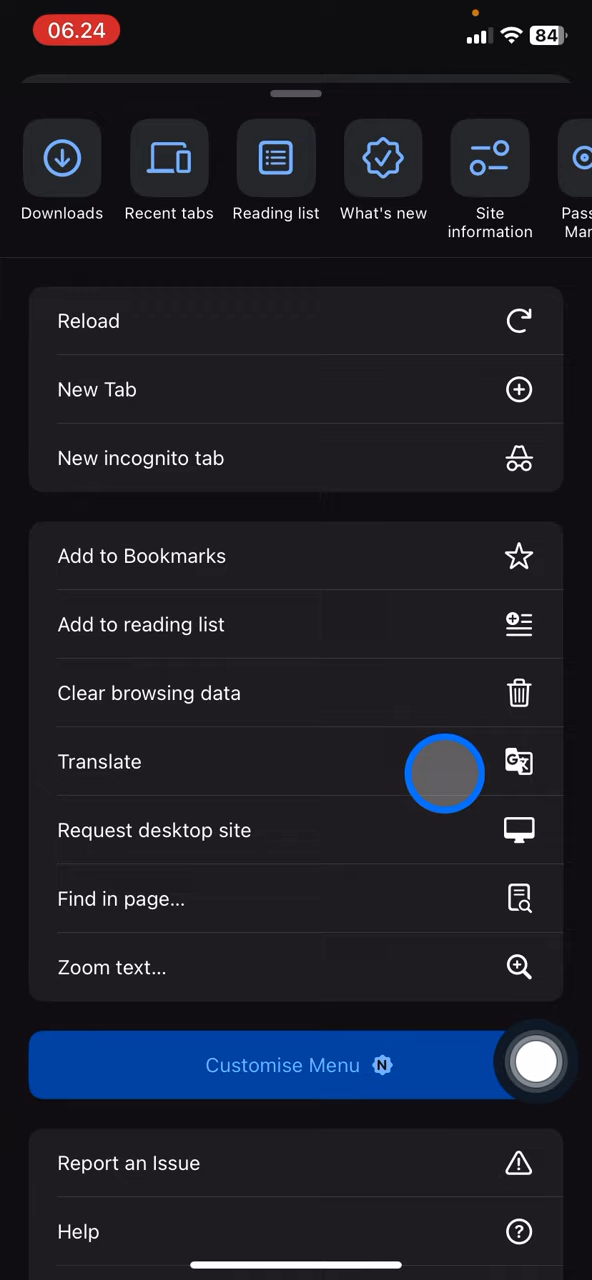 06.24
84
Downloads
Recent tabs
Reading list
What's new
Site
information
Pass
Mar
Reload
New Tab
New incognito tab
Add to Bookmarks
Add to reading list
Clear browsing data
Translate
Request desktop site
Find in page...
Zoom text...
Customise Menu N
Report an Issue
Help